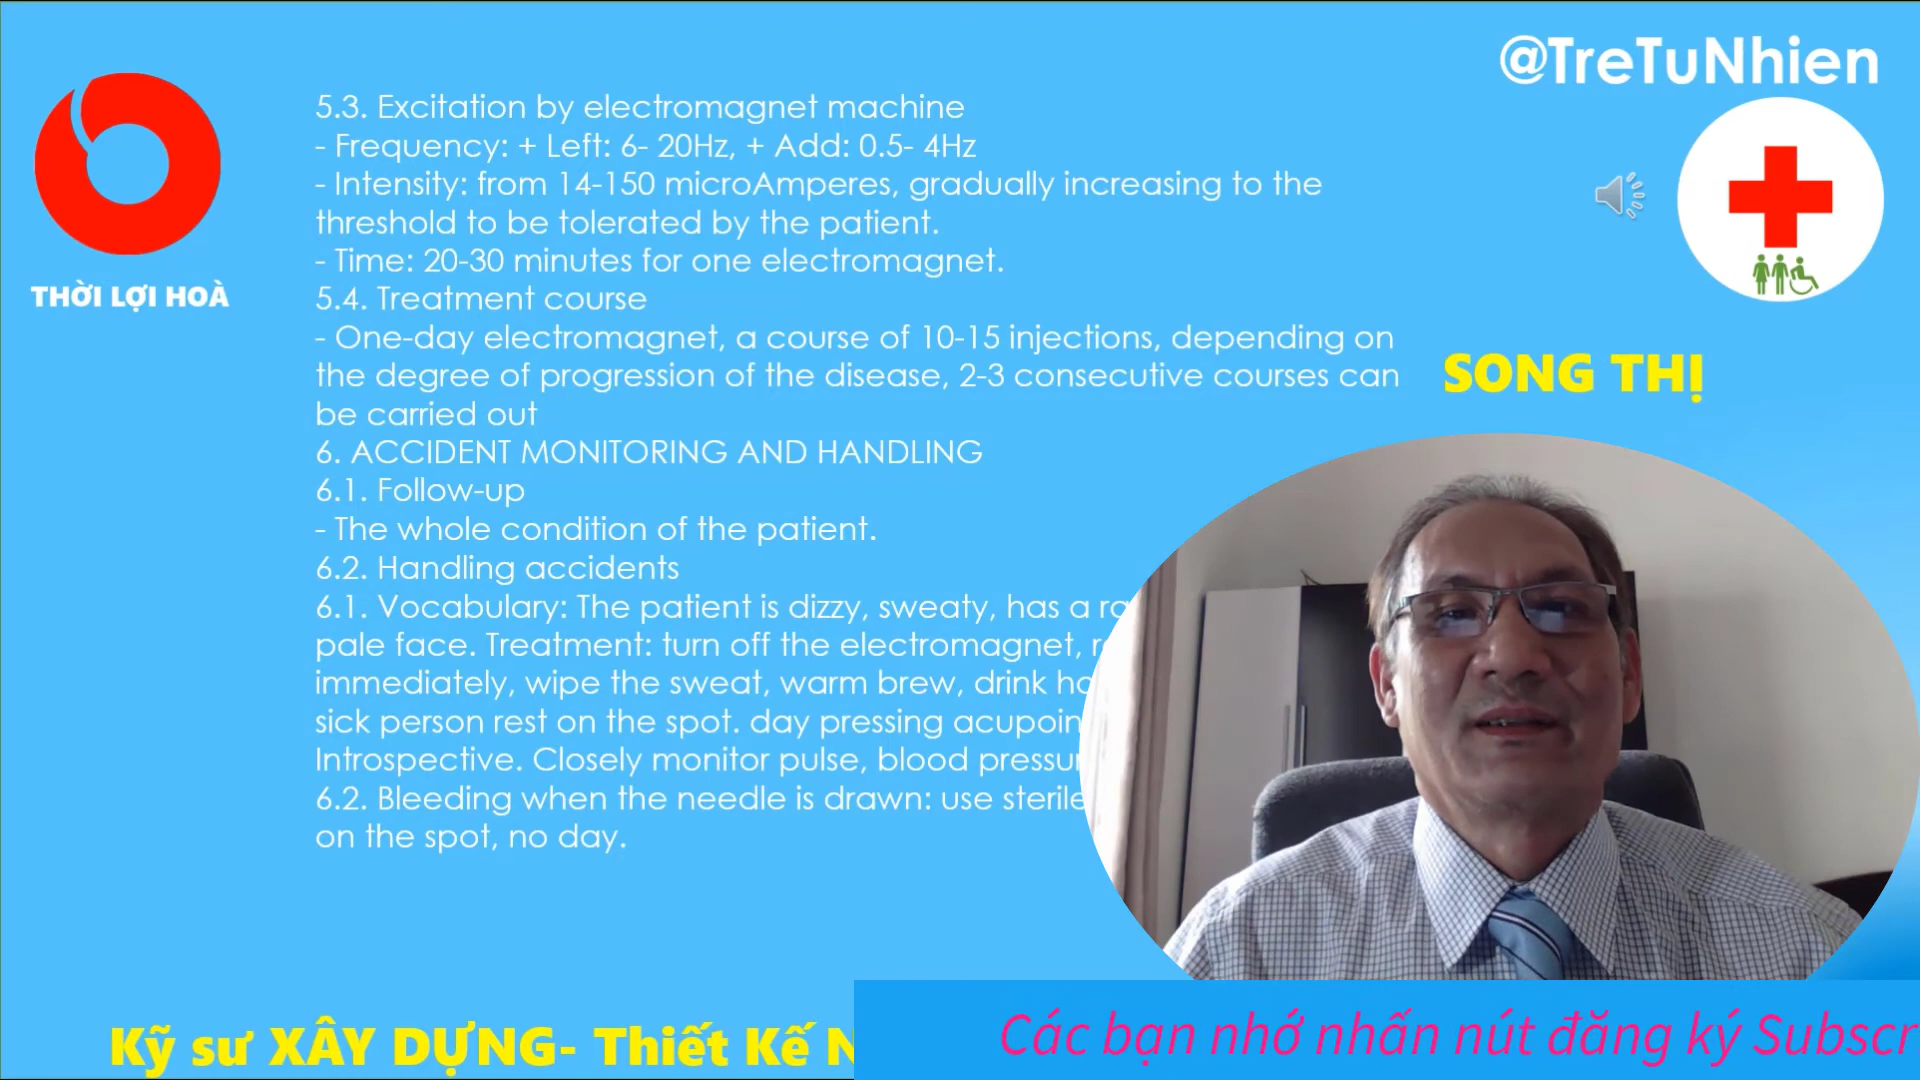 @TreTuNhien
THỜI LỢI HOÀ
5.3. Excitation by electromagnet machine
- Frequency: + Left: 6- 20Hz, + Add: 0.5- 4Hz
- Intensity: from 14-150 microAmperes, gradually increasing to the
threshold to be tolerated by the patient.
- Time: 20-30 minutes for one electromagnet.
5.4. Treatment course
- One-day electromagnet, a course of 10-15 injections, depending on
the degree of progression of the disease, 2-3 consecutive courses can
be carried out
6. ACCIDENT MONITORING AND HANDLING
6.1. Follow-up
- The whole condition of the patient.
6.2. Handling accidents
6.1. Vocabulary: The patient is dizzy, sweaty, has a
pale face. Treatment: turn off the electromagnet,
immediately, wipe the sweat, warm brew, drink
sick person rest on the spot. day pressing
Introspective. Closely monitor pulse, blood
6.2. Bleeding when the needle is drawn: use
on the spot, no day.
SONG THỊ
Kỹ sư XÂY DỰNG- Thiết Kế
Các bạn nhớ nhấn nút đăng ký